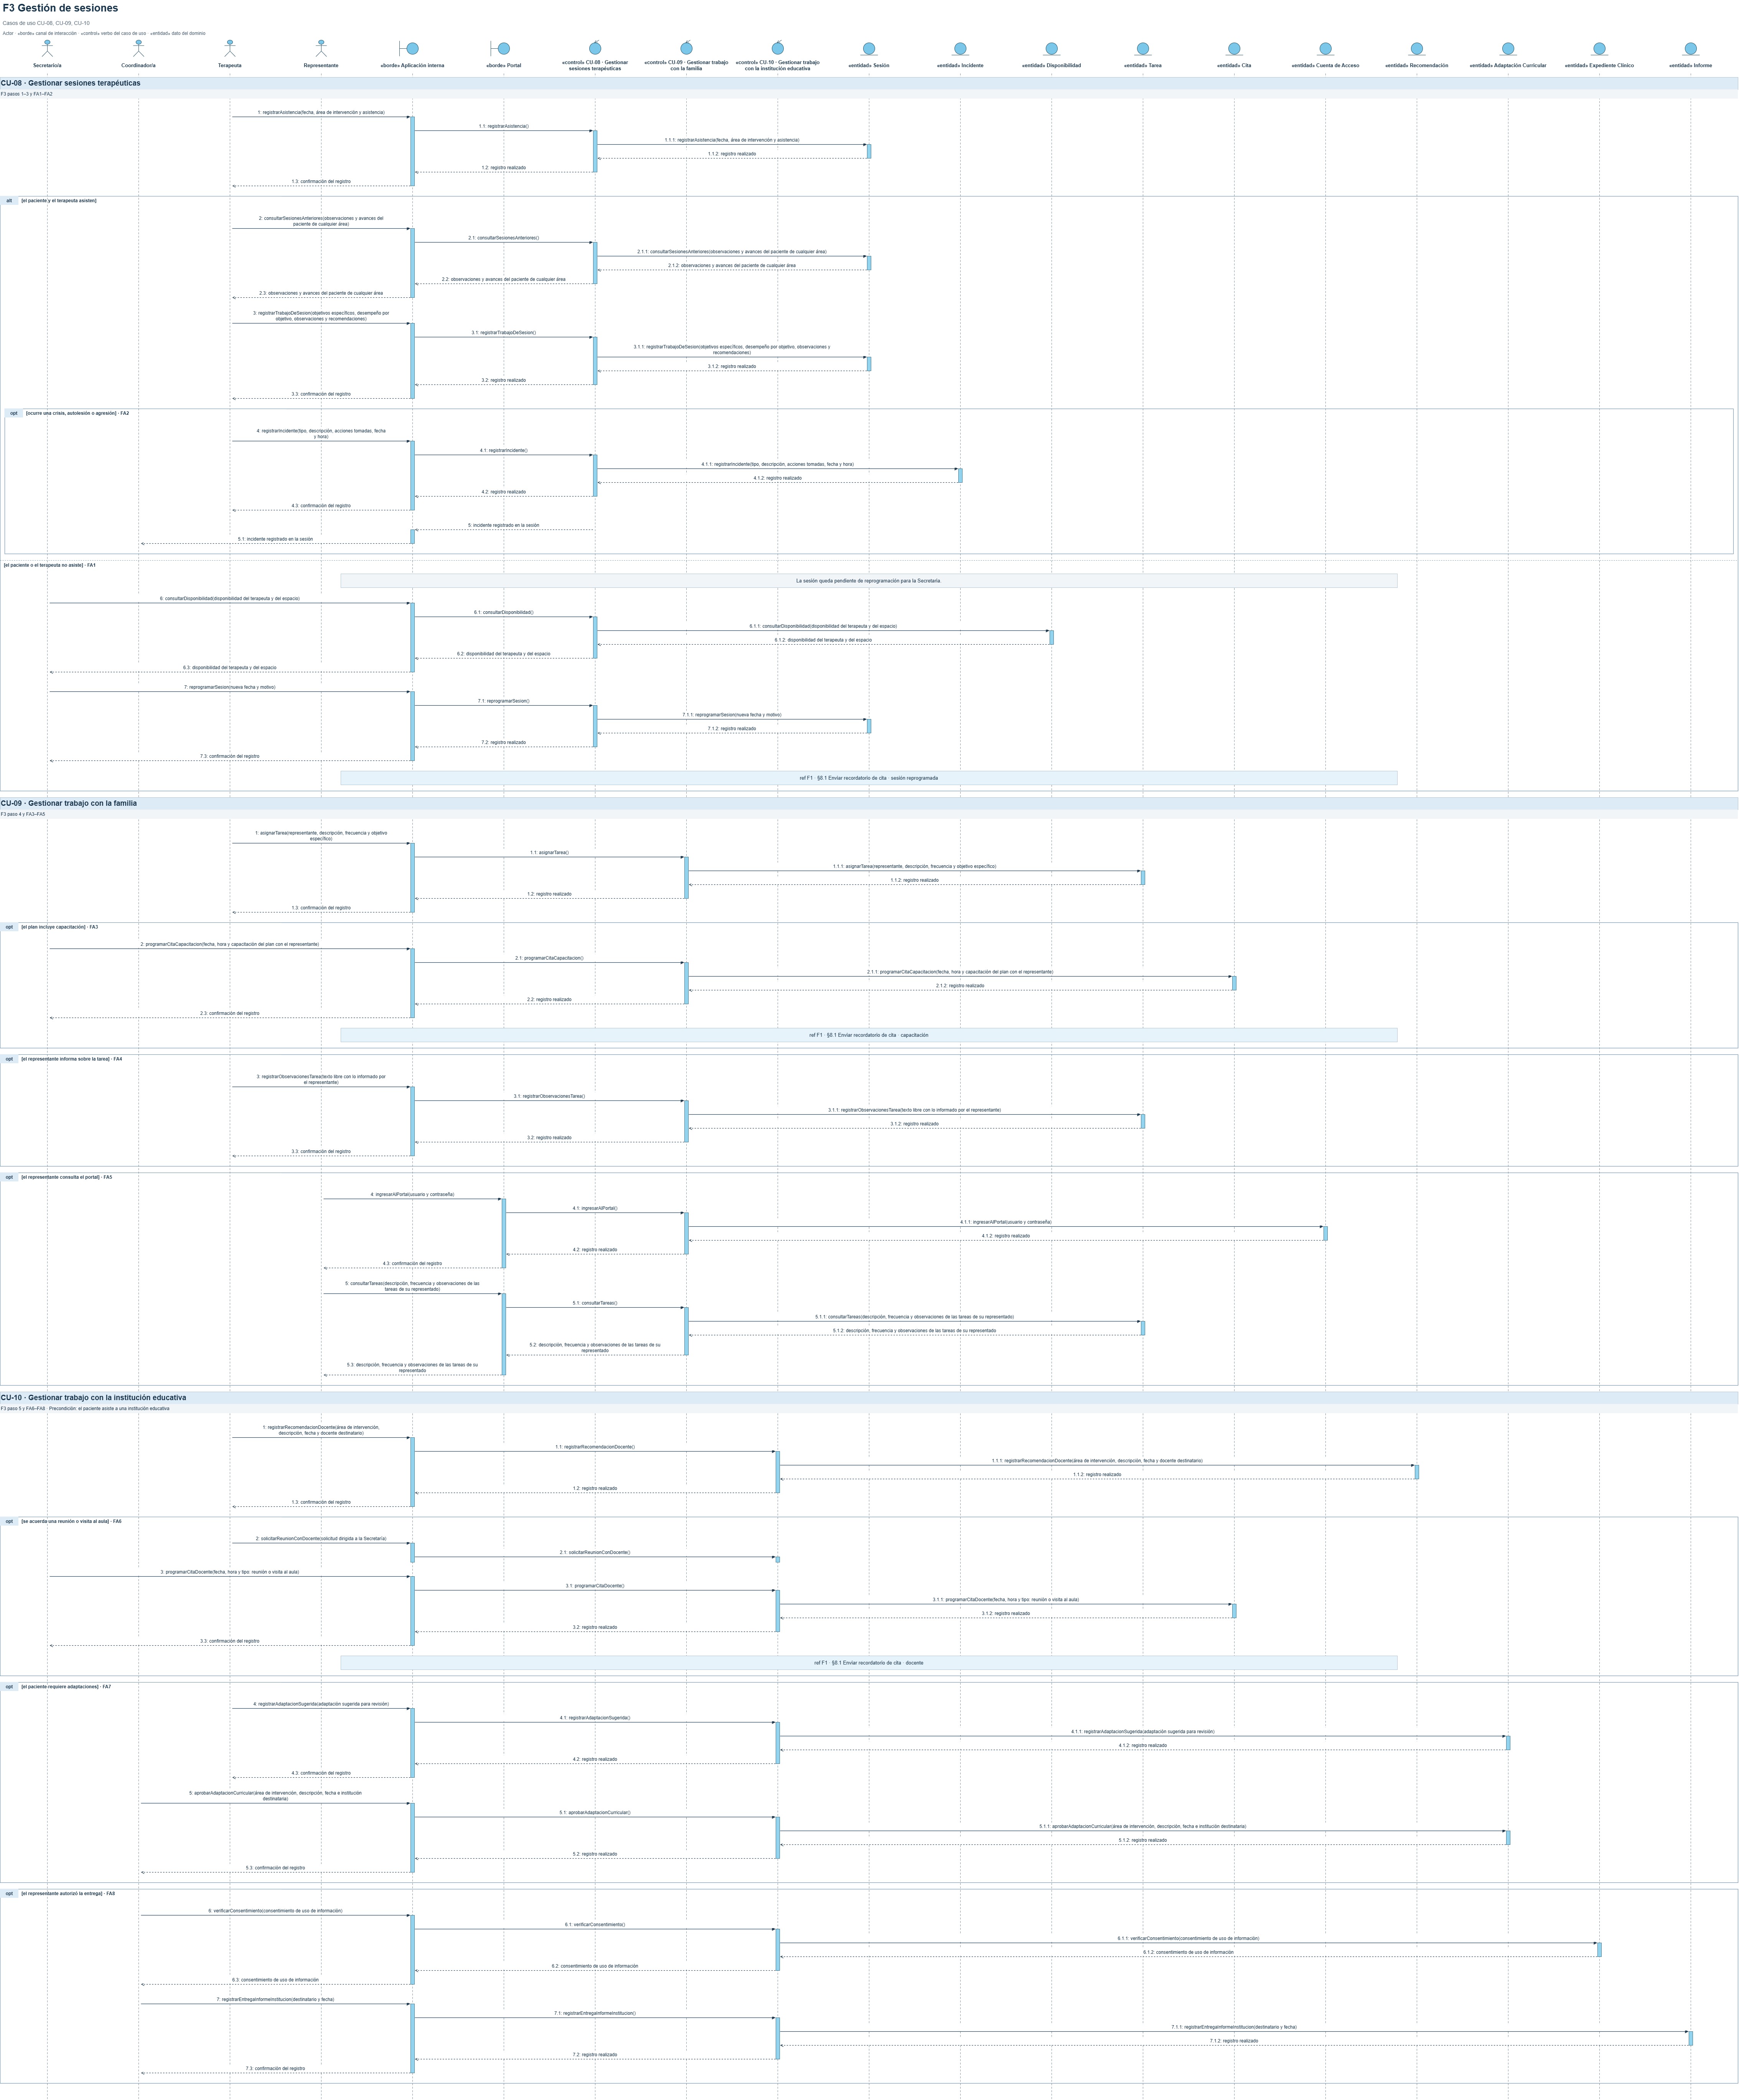 F3 Gestión de sesiones
Casos de uso CU-08, CU-09, CU-10
Actor · «borde» canal de interacción · «control» verbo del caso de uso · «entidad» dato del dominio
Secretario/a
Coordinador/a
Terapeuta
Representante
«borde» Aplicación interna
«borde» Portal
«control» CU-08 · Gestionar
sesiones terapéuticas
«control» CU-09 · Gestionar trabajo
con la familia
«control» CU-10 · Gestionar trabajo
con la institución educativa
«entidad» Sesión
«entidad» Incidente
«entidad» Disponibilidad
«entidad» Tarea
«entidad» Cita
«entidad» Cuenta de Acceso
«entidad» Recomendación
«entidad» Adaptación Curricular
«entidad» Expediente Clínico
«entidad» Informe
CU-08 · Gestionar sesiones terapéuticas
F3 pasos 1–3 y FA1–FA2
1: registrarAsistencia(fecha, área de intervención y asistencia)
1.1: registrarAsistencia()
1.1.1: registrarAsistencia(fecha, área de intervención y asistencia)
1.1.2: registro realizado
1.2: registro realizado
1.3: confirmación del registro
alt [el paciente y el terapeuta asisten]
2: consultarSesionesAnteriores(observaciones y avances del
paciente de cualquier área)
2.1: consultarSesionesAnteriores()
2.1.1: consultarSesionesAnteriores(observaciones y avances del paciente de cualquier área)
2.1.2: observaciones y avances del paciente de cualquier área
2.2: observaciones y avances del paciente de cualquier área
2.3: observaciones y avances del paciente de cualquier área
3: registrarTrabajoDeSesion(objetivos específicos, desempeño por
objetivo, observaciones y recomendaciones)
3.1: registrarTrabajoDeSesion()
3.1.1: registrarTrabajoDeSesion(objetivos específicos, desempeño por objetivo, observaciones y
recomendaciones)
3.1.2: registro realizado
3.2: registro realizado
3.3: confirmación del registro
opt [ocurre una crisis, autolesión o agresión] · FA2
4: registrarIncidente(tipo, descripción, acciones tomadas, fecha
y hora)
4.1: registrarIncidente()
4.1.1: registrarIncidente(tipo, descripción, acciones tomadas, fecha y hora)
4.1.2: registro realizado
4.2: registro realizado
4.3: confirmación del registro
5: incidente registrado en la sesión
5.1: incidente registrado en la sesión
[el paciente o el terapeuta no asiste] · FA1
La sesión queda pendiente de reprogramación para la Secretaria.
6: consultarDisponibilidad(disponibilidad del terapeuta y del espacio)
6.1: consultarDisponibilidad()
6.1.1: consultarDisponibilidad(disponibilidad del terapeuta y del espacio)
6.1.2: disponibilidad del terapeuta y del espacio
6.2: disponibilidad del terapeuta y del espacio
6.3: disponibilidad del terapeuta y del espacio
7: reprogramarSesion(nueva fecha y motivo)
7.1: reprogramarSesion()
7.1.1: reprogramarSesion(nueva fecha y motivo)
7.1.2: registro realizado
7.2: registro realizado
7.3: confirmación del registro
ref F1 · §6.1 Enviar recordatorio de cita · sesión reprogramada
CU-09 · Gestionar trabajo con la familia
F3 paso 4 y FA3–FA5
1: asignarTarea(representante, descripción, frecuencia y objetivo
específico)
1.1: asignarTarea()
1.1.1: asignarTarea(representante, descripción, frecuencia y objetivo específico)
1.1.2: registro realizado
1.2: registro realizado
1.3: confirmación del registro
opt [el plan incluye capacitación] · FA3
2: programarCitaCapacitacion(fecha, hora y capacitación del plan con el representante)
2.1: programarCitaCapacitacion()
2.1.1: programarCitaCapacitacion(fecha, hora y capacitación del plan con el representante)
2.1.2: registro realizado
2.2: registro realizado
2.3: confirmación del registro
ref F1 · §6.1 Enviar recordatorio de cita · capacitación
opt [el representante informa sobre la tarea] · FA4
3: registrarObservacionesTarea(texto libre con lo informado por
el representante)
3.1: registrarObservacionesTarea()
3.1.1: registrarObservacionesTarea(texto libre con lo informado por el representante)
3.1.2: registro realizado
3.2: registro realizado
3.3: confirmación del registro
opt [el representante consulta el portal] · FA5
4: ingresarAlPortal(usuario y contraseña)
4.1: ingresarAlPortal()
4.1.1: ingresarAlPortal(usuario y contraseña)
4.1.2: registro realizado
4.2: registro realizado
4.3: confirmación del registro
5: consultarTareas(descripción, frecuencia y observaciones de las
tareas de su representado)
5.1: consultarTareas()
5.1.1: consultarTareas(descripción, frecuencia y observaciones de las tareas de su representado)
5.1.2: descripción, frecuencia y observaciones de las tareas de su representado
5.2: descripción, frecuencia y observaciones de las tareas de su
representado
5.3: descripción, frecuencia y observaciones de las tareas de su
representado
CU-10 · Gestionar trabajo con la institución educativa
F3 paso 5 y FA6–FA8 · Precondición: el paciente asiste a una institución educativa
1: registrarRecomendacionDocente(área de intervención,
descripción, fecha y docente destinatario)
1.1: registrarRecomendacionDocente()
1.1.1: registrarRecomendacionDocente(área de intervención, descripción, fecha y docente destinatario)
1.1.2: registro realizado
1.2: registro realizado
1.3: confirmación del registro
opt [se acuerda una reunión o visita al aula] · FA6
2: solicitarReunionConDocente(solicitud dirigida a la Secretaría)
2.1: solicitarReunionConDocente()
3: programarCitaDocente(fecha, hora y tipo: reunión o visita al aula)
3.1: programarCitaDocente()
3.1.1: programarCitaDocente(fecha, hora y tipo: reunión o visita al aula)
3.1.2: registro realizado
3.2: registro realizado
3.3: confirmación del registro
ref F1 · §6.1 Enviar recordatorio de cita · docente
opt [el paciente requiere adaptaciones] · FA7
4: registrarAdaptacionSugerida(adaptación sugerida para revisión)
4.1: registrarAdaptacionSugerida()
4.1.1: registrarAdaptacionSugerida(adaptación sugerida para revisión)
4.1.2: registro realizado
4.2: registro realizado
4.3: confirmación del registro
5: aprobarAdaptacionCurricular(área de intervención, descripción, fecha e institución
destinataria)
5.1: aprobarAdaptacionCurricular()
5.1.1: aprobarAdaptacionCurricular(área de intervención, descripción, fecha e institución destinataria)
5.1.2: registro realizado
5.2: registro realizado
5.3: confirmación del registro
opt [el representante autorizó la entrega] · FA8
6: verificarConsentimiento(consentimiento de uso de información)
6.1: verificarConsentimiento()
6.1.1: verificarConsentimiento(consentimiento de uso de información)
6.1.2: consentimiento de uso de información
6.2: consentimiento de uso de información
6.3: consentimiento de uso de información
7: registrarEntregaInformeInstitucion(destinatario y fecha)
7.1: registrarEntregaInformeInstitucion()
7.1.1: registrarEntregaInformeInstitucion(destinatario y fecha)
7.1.2: registro realizado
7.2: registro realizado
7.3: confirmación del registro